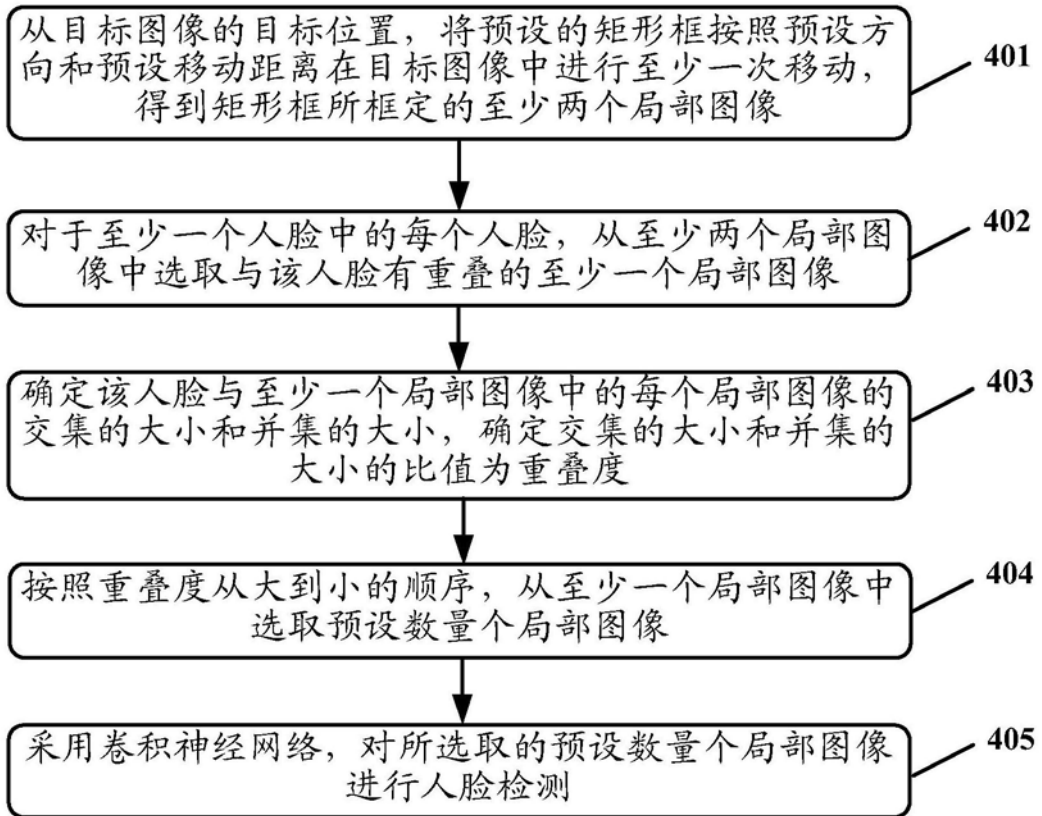 从目标图像的目标位置，将预设的矩形框按照预设方
向和预设移动距离在目标图像中进行至少一次移动，
得到矩形框所框定的至少两个局部图像
401
对于至少一个人脸中的每个人脸，从至少两个局部图
像中选取与该人脸有重叠的至少一个局部图像
402
确定该人脸与至少一个局部图像中的每个局部图像的
交集的大小和并集的大小，确定交集的大小和并集的
大小的比值为重叠度
403
按照重叠度从大到小的顺序，从至少一个局部图像中
选取预设数量个局部图像
404
采用卷积神经网络，对所选取的预设数量个局部图像
进行人脸检测
405